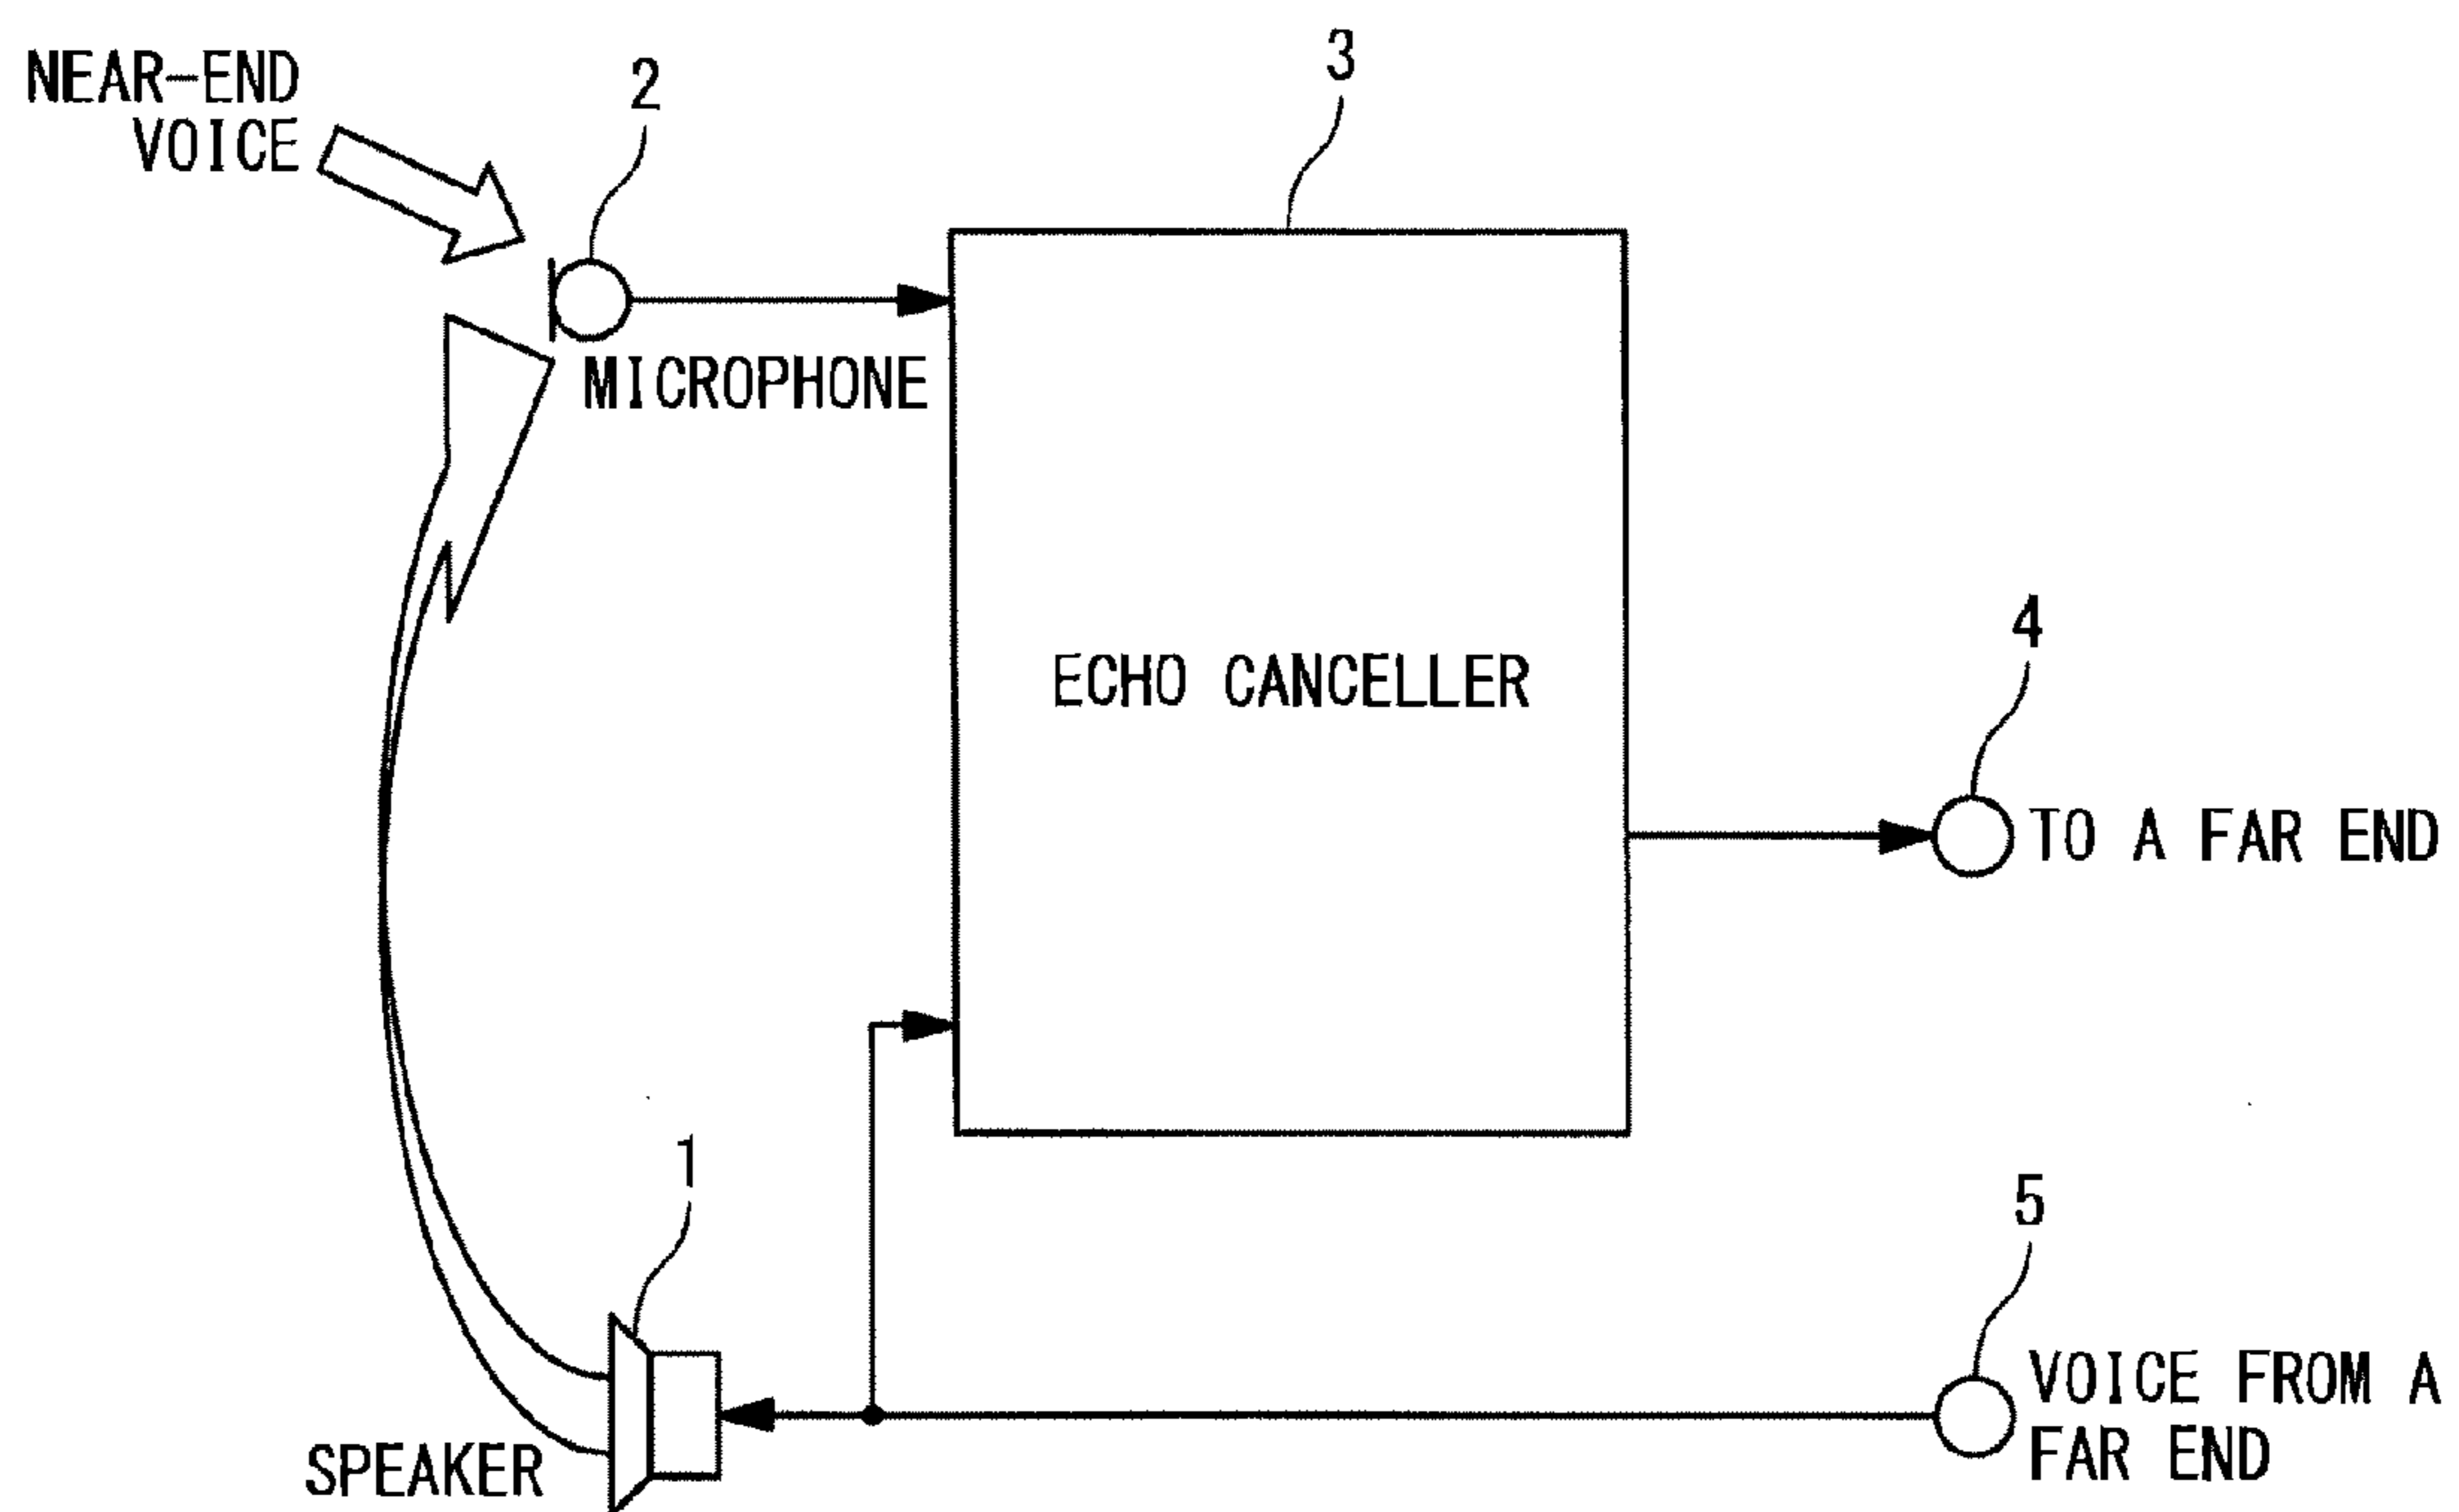 NEAR-END
VOICE
2
3
MICROPHONE
ECHO CANCELLER
4
TO A FAR END
1
5
VOICE FROM A
FAR END
SPEAKER